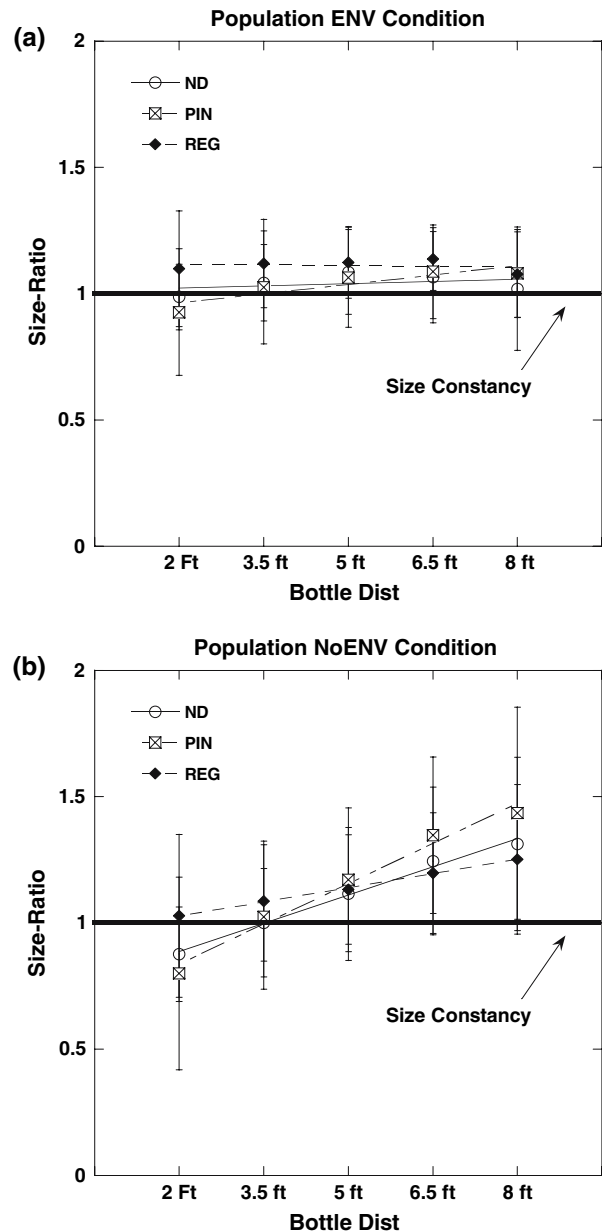 Population ENV Condition
(a)
2
ND
PIN
REG
1.5
1
Size-Ratio
Size Constancy
0.5
0
2 Ft 3.5 ft 5 ft 6.5 ft 8 ft
Bottle Dist
Population NoENV Condition
(b)
2
ND
PIN
REG
1.5
1
Size-Ratio
Size Constancy
0.5
0
2 Ft 3.5 ft 5 ft 6.5 ft 8 ft
Bottle Dist